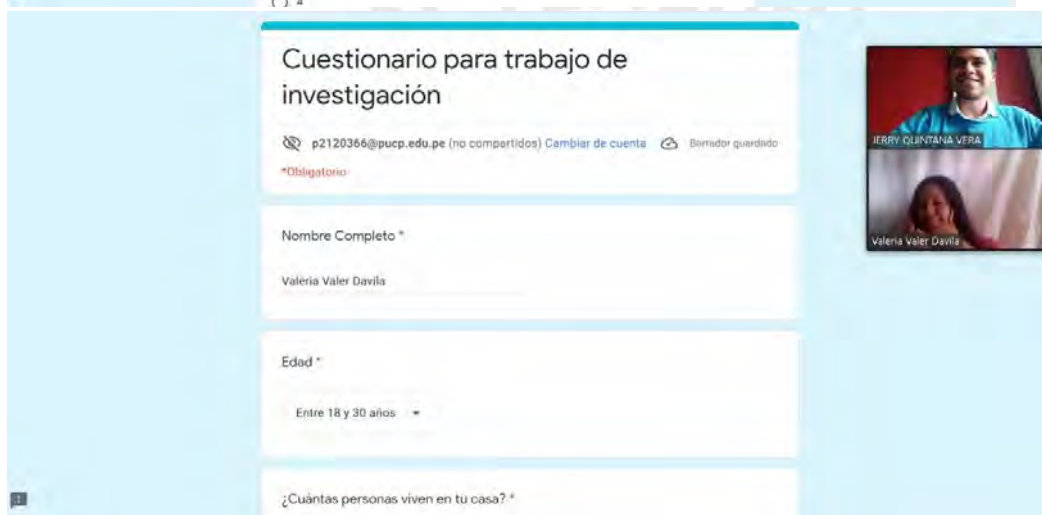 Cuestionario para trabajo de
investigación
p2120366@pucp.edu.pe (no compartidos) Cambiar de cuenta Borrador guardado
*Obligatorio
JERRY QUINTANA VERA
Nombre Completo *
Valeria Valer Davila
Valeria Valer Davila
Edad *
Entre 18 y 30 años
¿Cuántas personas viven en tu casa? *